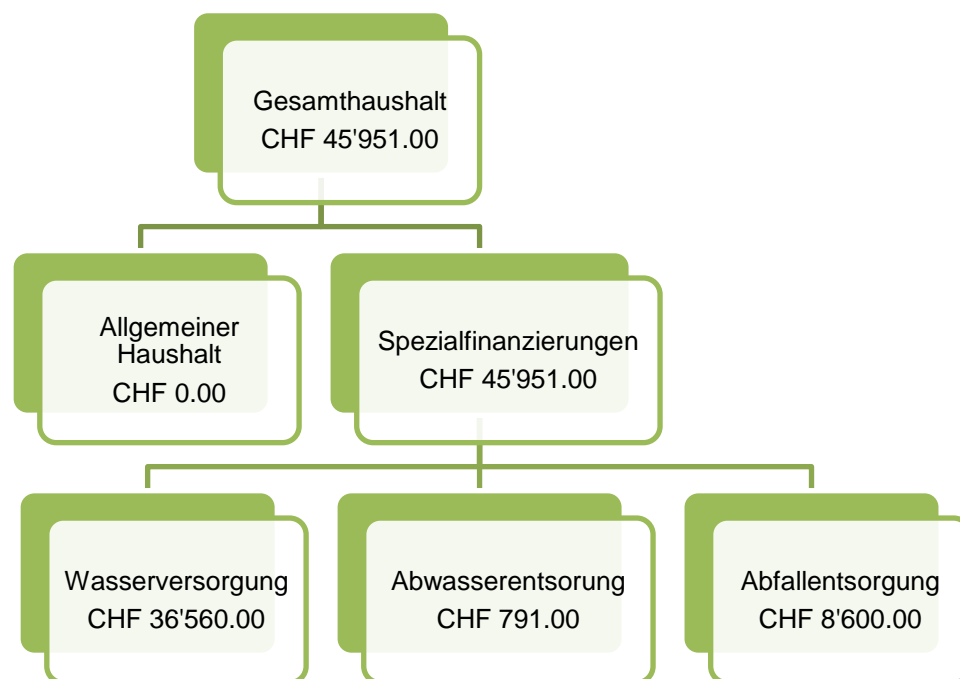 Gesamthaushalt
CHF 45'951.00
Allgemeiner
Haushalt
CHF 0.00
Spezialfinanzierungen
CHF 45'951.00
Wasserversorgung
CHF 36'560.00
Abwasserentsorung
CHF 791.00
Abfallentsorgung
CHF 8'600.00